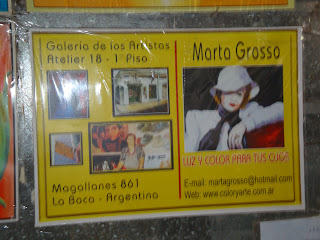 Galeria de los Artistas
Atelier 18 - 1° Piso
Magallanes 861
La Boca - Argentina
Marta Grosso
LUZ Y COLOR PARA TUS OJOS
E-mail: martagrosso@hotmail.com
Web: www.coloryarte.com.ar